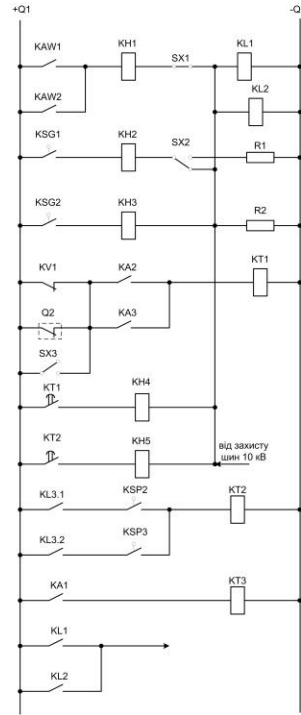 +Q1 -Q
KAW1 KH1 SX1 KL1
KAW2 KL2
KSG1 KH2 SX2 R1
KSG2 KH3 R2
KV1 KA2 KT1
Q2 KA3
SX3
KT1 KH4
KT2 KH5 від захисту
шин 10 кВ
KL3.1 KSP2 KT2
KL3.2 KSP3
KA1 KT3
KL1
KL2